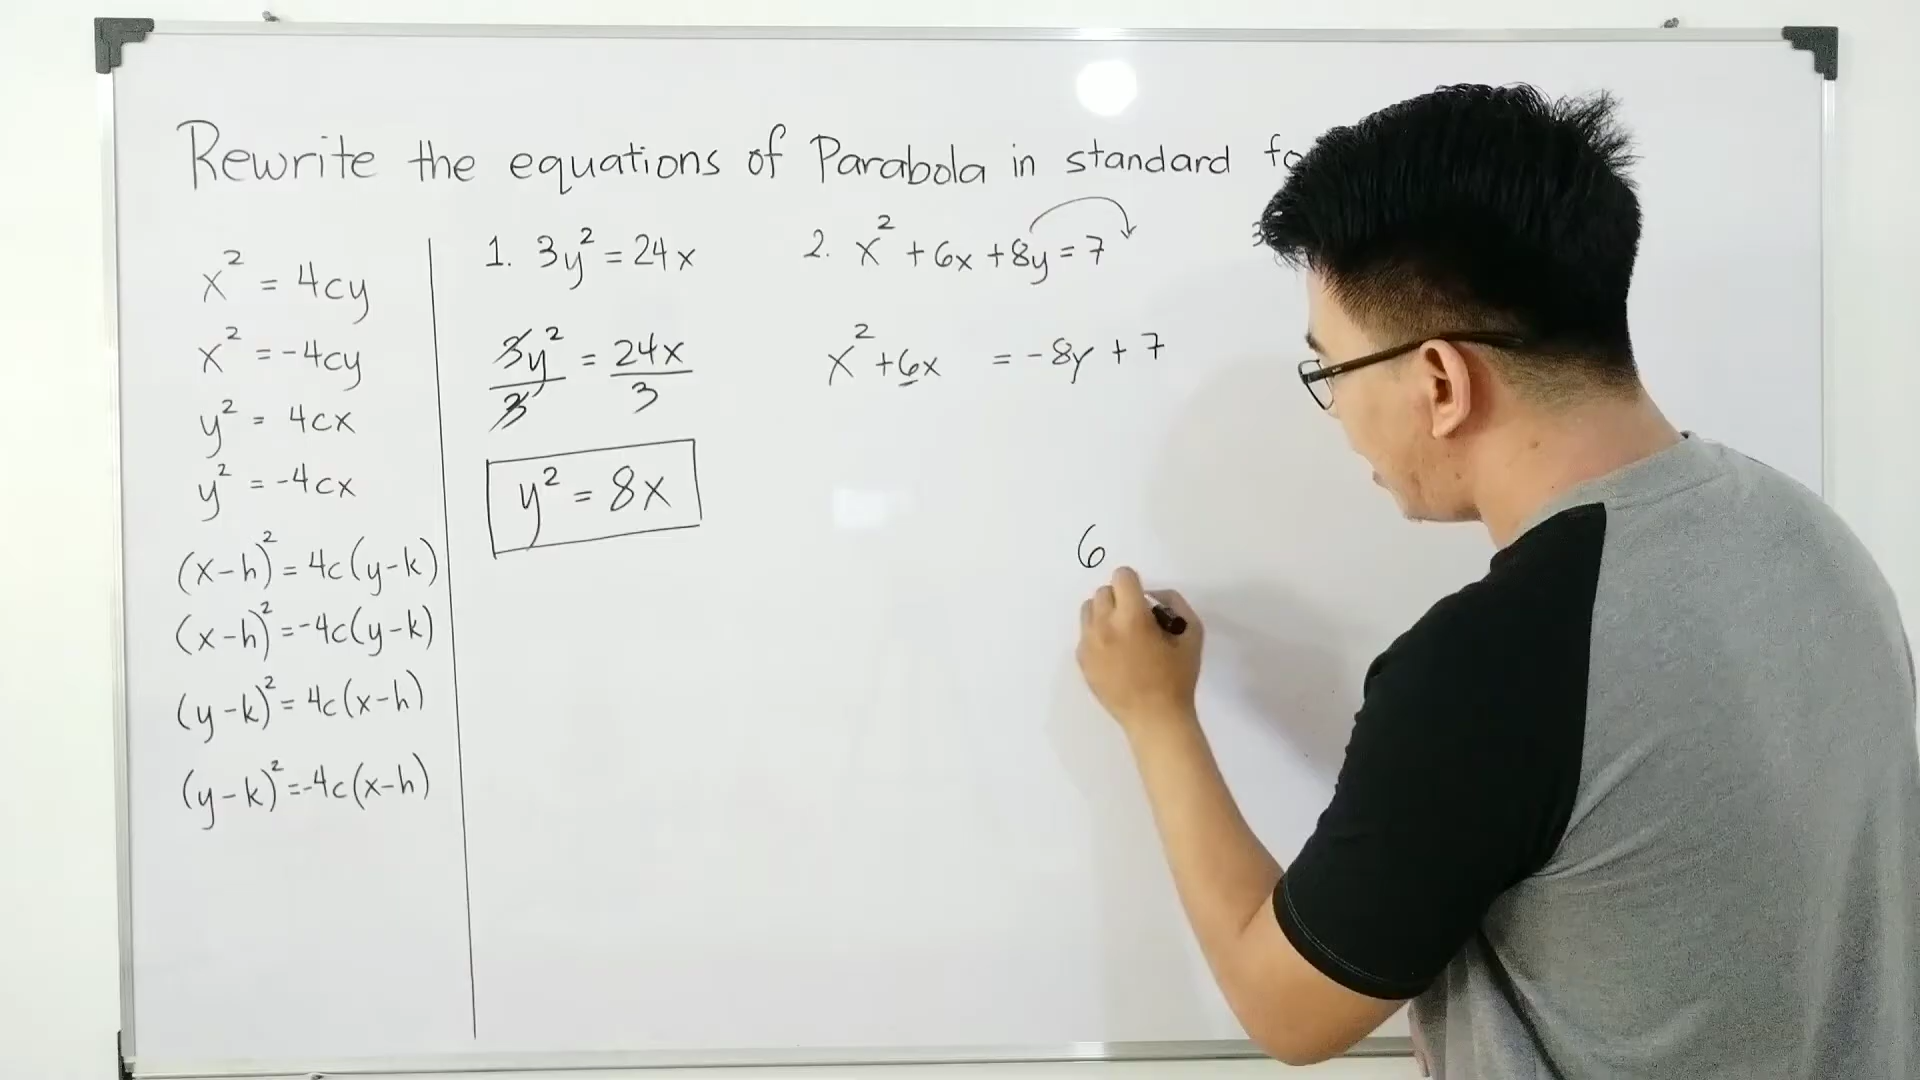 Rewrite the equations of Parabola in standard
x² = 4cy
x² = -4cy
y² = 4cx
y² = -4cx
(x-h)² = 4c(y-k)
(x-h)² = -4c(y-k)
(y-k)² = 4c(x-h)
(y-k)² = -4c(x-h)
1. 3y² = 24x
3y² / 3 = 24x / 3
y² = 8x
2. x² + 6x + 8y = 7
x² + 6x = -8y + 7
6
3